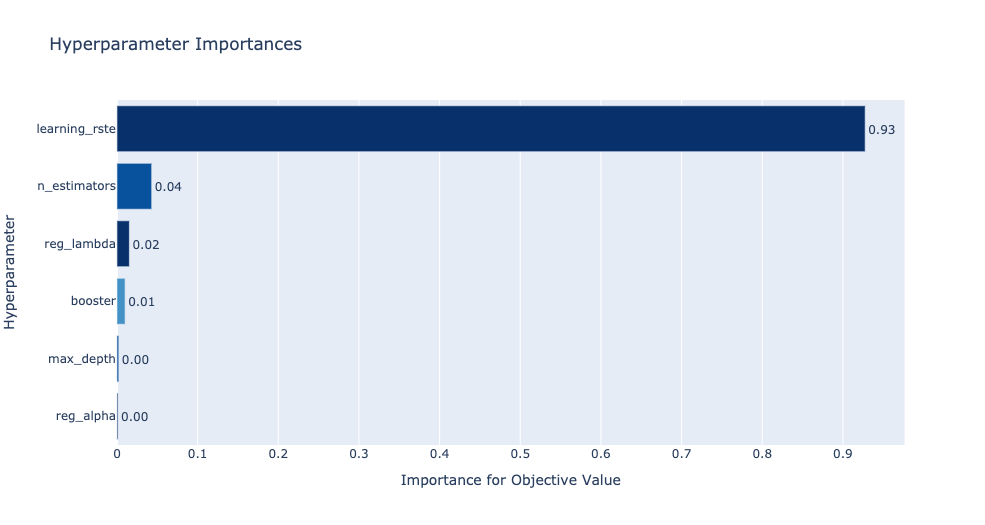 Hyperparameter Importances
Hyperparameter
learning_rste 0.93
n_estimators 0.04
reg_lambda 0.02
booster 0.01
max_depth 0.00
reg_alpha 0.00
0 0.1 0.2 0.3 0.4 0.5 0.6 0.7 0.8 0.9
Importance for Objective Value